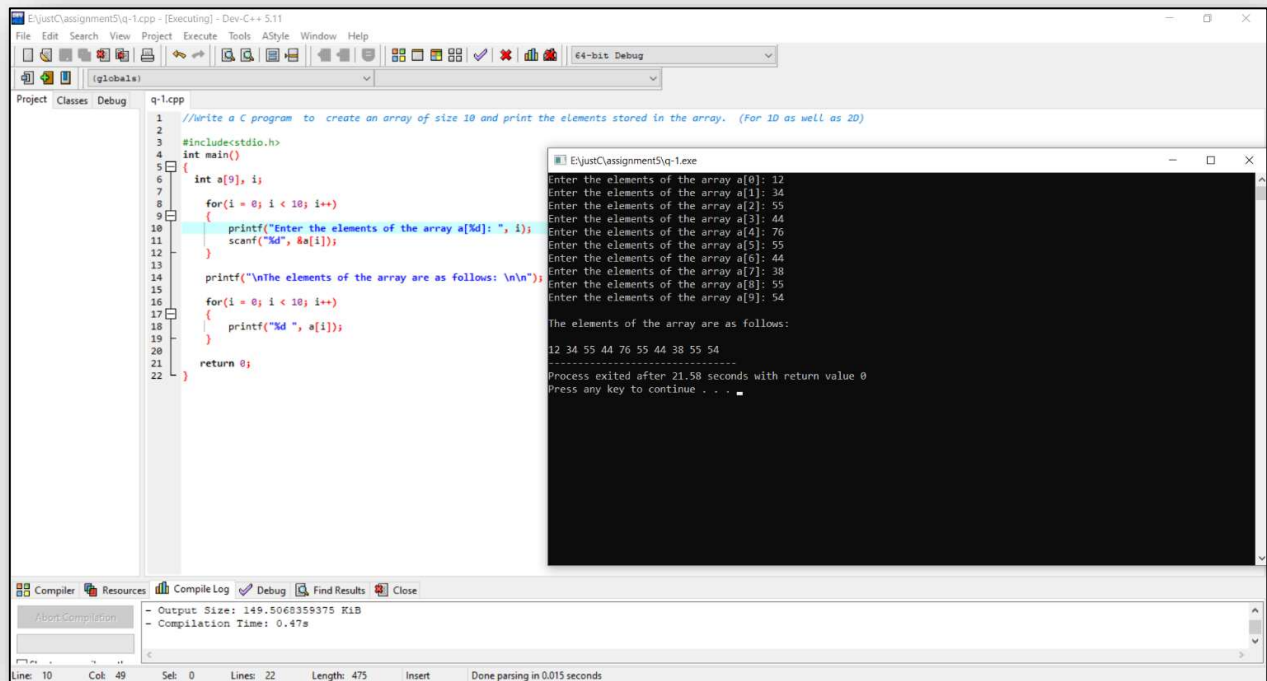 E:\justC\assignment5\q-1.cpp - [Executing] - Dev-C++ 5.11
File Edit Search View Project Execute Tools AStyle Window Help
64-bit Debug
(globals)
Project Classes Debug
q-1.cpp
1 //Write a C program  to  create an array of size 10 and print the elements stored in the array.  (For 1D as well as 2D)
2
3 #include<stdio.h>
4 int main()
5 {
6   int a[9], i;
7
8     for(i = 0; i < 10; i++)
9     {
10         printf("Enter the elements of the array a[%d]: ", i);
11         scanf("%d", &a[i]);
12     }
13
14     printf("\nThe elements of the array are as follows: \n\n");
15
16     for(i = 0; i < 10; i++)
17     {
18         printf("%d ", a[i]);
19     }
20
21    return 0;
22 }
E:\justC\assignment5\q-1.exe
Enter the elements of the array a[0]: 12
Enter the elements of the array a[1]: 34
Enter the elements of the array a[2]: 55
Enter the elements of the array a[3]: 44
Enter the elements of the array a[4]: 76
Enter the elements of the array a[5]: 55
Enter the elements of the array a[6]: 44
Enter the elements of the array a[7]: 38
Enter the elements of the array a[8]: 55
Enter the elements of the array a[9]: 54
The elements of the array are as follows:
12 34 55 44 76 55 44 38 55 54
--------------------------------
Process exited after 21.58 seconds with return value 0
Press any key to continue . . .
Compiler Resources Compile Log Debug Find Results Close
Abort Compilation
- Output Size: 149.5068359375 KiB
- Compilation Time: 0.47s
Line: 10 Col: 49 Sel: 0 Lines: 22 Length: 475 Insert Done parsing in 0.015 seconds